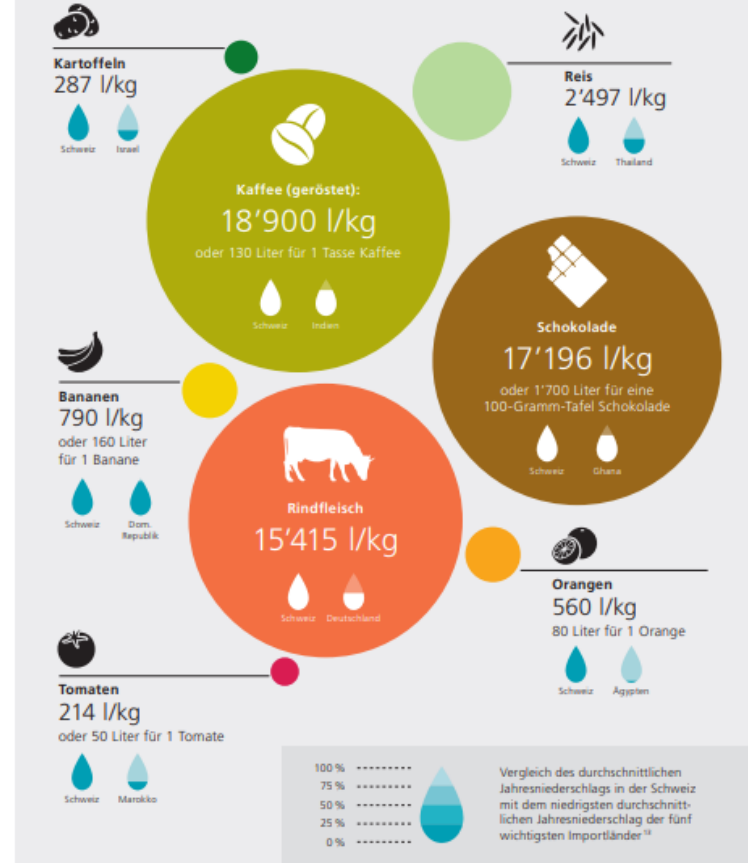 Kartoffeln
287 l/kg
Schweiz Israel
Reis
2’497 l/kg
Schweiz Thailand
Kaffee (geröstet):
18’900 l/kg
oder 130 Liter für 1 Tasse Kaffee
Schweiz Indien
Schokolade
17’196 l/kg
oder 1’700 Liter für eine
100-Gramm-Tafel Schokolade
Schweiz Ghana
Bananen
790 l/kg
oder 160 Liter
für 1 Banane
Schweiz Dom.
Republik
Rindfleisch
15’415 l/kg
Schweiz Deutschland
Orangen
560 l/kg
80 Liter für 1 Orange
Schweiz Ägypten
Tomaten
214 l/kg
oder 50 Liter für 1 Tomate
Schweiz Marokko
100 %
75 %
50 %
25 %
0 %
Vergleich des durchschnittlichen
Jahresniederschlags in der Schweiz
mit dem niedrigsten durchschnitt-
lichen Jahresniederschlag der fünf
wichtigsten Importländer